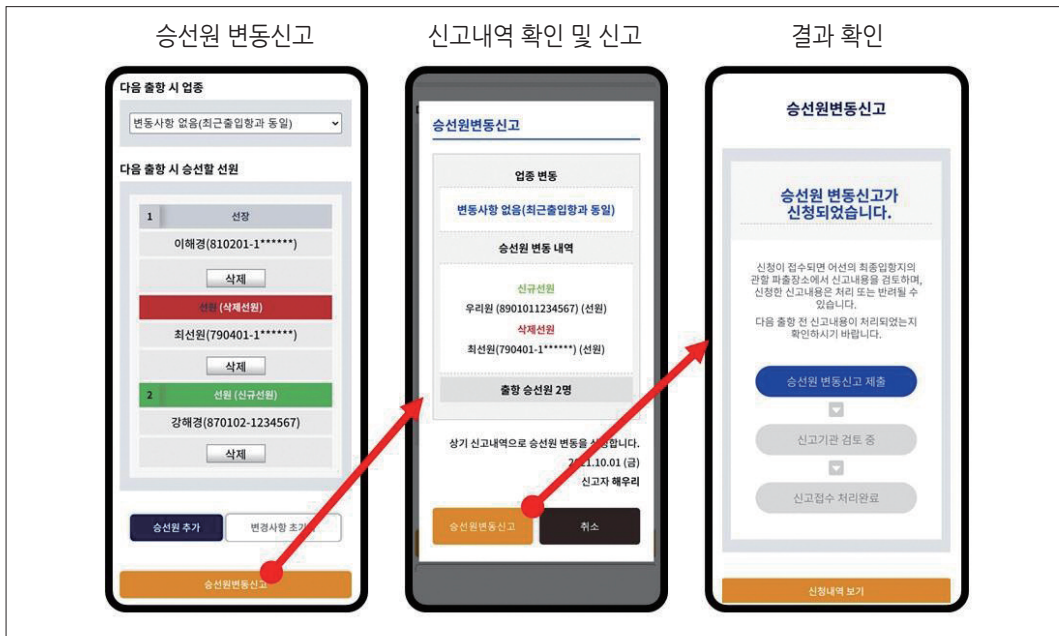 승선원 변동신고
신고내역 확인 및 신고
결과 확인
다음 출항 시 업종
변동사항 없음(최근출입항과 동일)
다음 출항 시 승선할 선원
1 선장
이해경(810201-1******)
삭제
선원 (삭제선원)
최선원(790401-1******)
삭제
2 선원 (신규선원)
강해경(870102-1234567)
삭제
승선원 추가
변경사항 초기
승선원변동신고
승선원변동신고
업종 변동
변동사항 없음(최근출입항과 동일)
승선원 변동 내역
신규선원
우리원 (8901011234567) (선원)
삭제선원
최선원(790401-1******) (선원)
출항 승선원 2명
상기 신고내역으로 승선원 변동을 합니다.
10.01 (금)
신고자 해우리
승선원변동신고
취소
승선원변동신고
승선원 변동신고가
신청되었습니다.
신청이 접수되면 어선의 최종입항지의
관할 파출장소에서 신고내용을 검토하며,
신청한 신고내용은 처리 또는 반려될 수
있습니다.
다음 출항 전 신고내용이 처리되었는지
확인하시기 바랍니다.
승선원 변동신고 제출
신고기관 검토 중
신고접수 처리완료
신청내역 보기